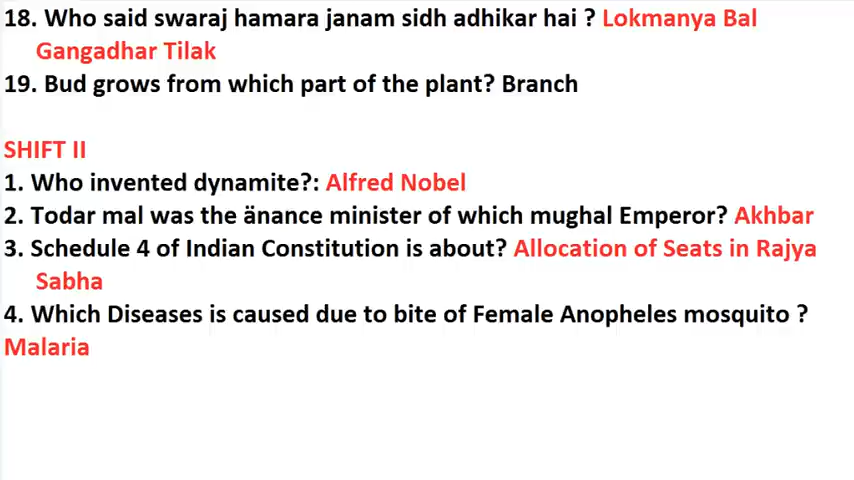 18. Who said swaraj hamara janam sidh adhikar hai ? Lokmanya Bal
Gangadhar Tilak
19. Bud grows from which part of the plant? Branch
SHIFT II
1. Who invented dynamite?: Alfred Nobel
2. Todar mal was the änance minister of which mughal Emperor? Akhbar
3. Schedule 4 of Indian Constitution is about? Allocation of Seats in Rajya
Sabha
4. Which Diseases is caused due to bite of Female Anopheles mosquito ?
Malaria